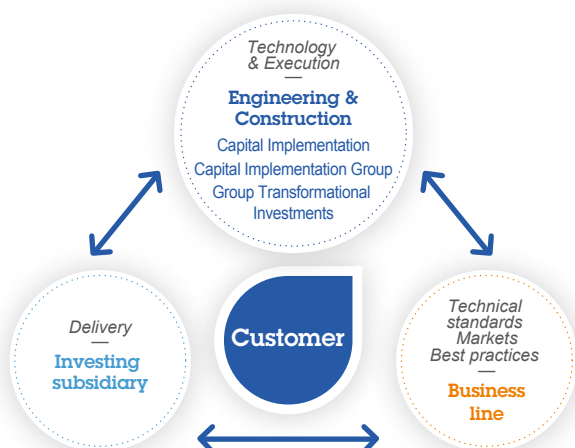 Technology
& Execution
Engineering &
Construction
Capital Implementation
Capital Implementation Group
Group Transformational
Investments
Customer
Delivery
Investing
subsidiary
Technical
standards
Markets
Best practices
Business
line